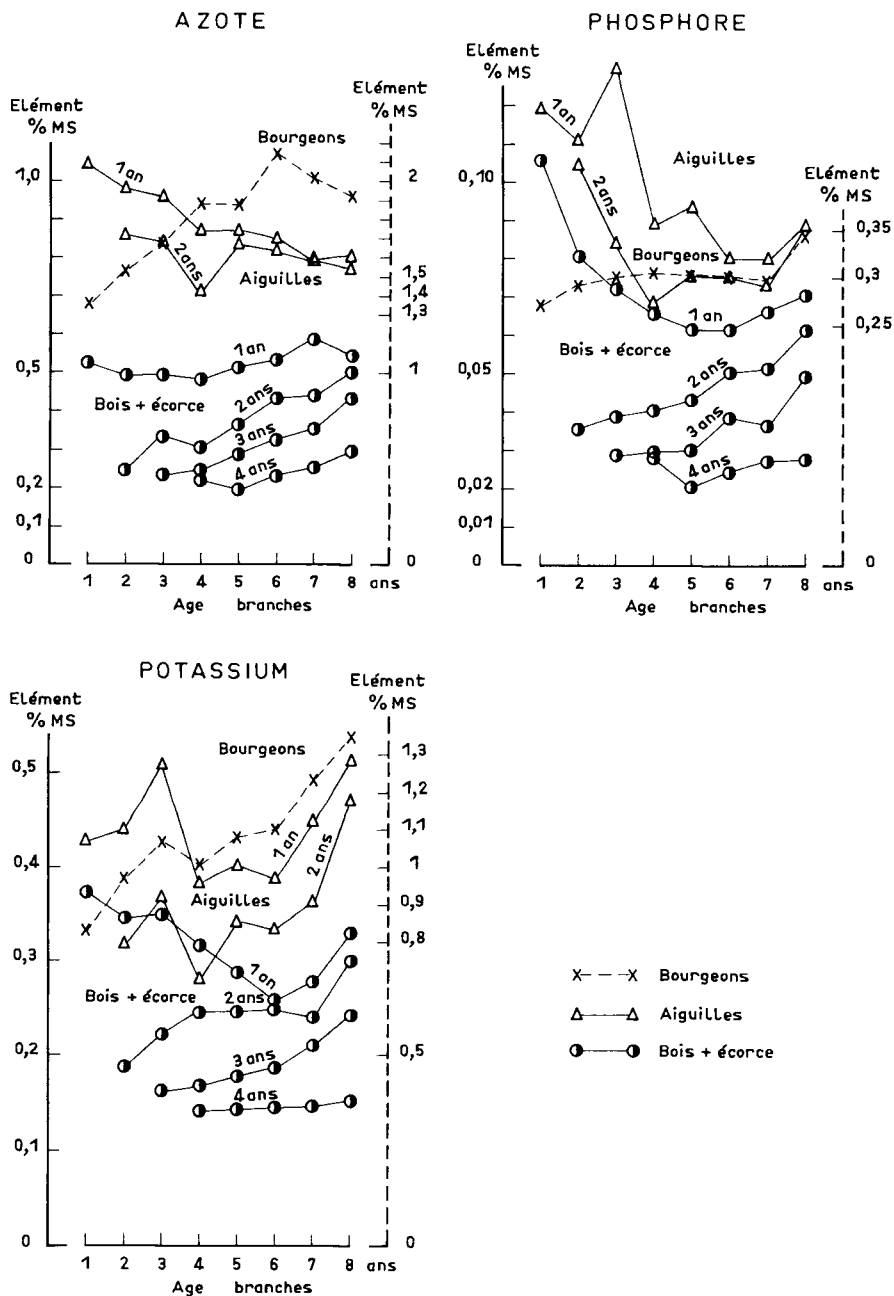 AZOTE
Elément
% MS
Elément
% MS
1,0
0,5
0,2
0,1
0
2
1,5
1,4
1,3
1
0
1 an
Bourgeons
2 ans
Aiguilles
1 an
Bois + écorce
2 ans
3 ans
4 ans
1 2 3 4 5 6 7 8 ans
Age branches
PHOSPHORE
Elément
% MS
Elément
% MS
0,10
0,05
0,02
0,01
0
0,35
0,3
0,25
0
1 an
Aiguilles
2 ans
Bourgeons
1 an
Bois + écorce
2 ans
3 ans
4 ans
1 2 3 4 5 6 7 8 ans
Age branches
POTASSIUM
Elément
% MS
Elément
% MS
0,5
0,4
0,3
0,2
0,1
0
1,3
1,2
1,1
1
0,9
0,8
0,5
0
Bourgeons
1 an
2 ans
Aiguilles
1 an
Bois + écorce
2 ans
3 ans
4 ans
1 2 3 4 5 6 7 8 ans
Age branches
Bourgeons
Aiguilles
Bois + écorce